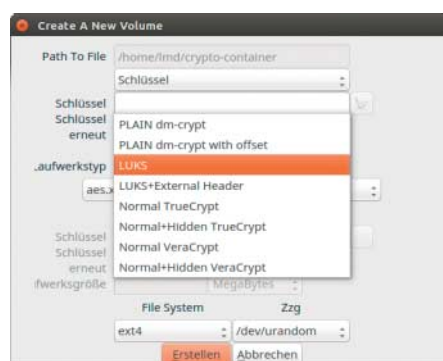 Create A New Volume
Path To File /home/lmd/crypto-container
Schlüssel
Schlüssel
Schlüssel
erneut
PLAIN dm-crypt
PLAIN dm-crypt with offset
.aufwerkstyp LUKS
aes.x LUKS+External Header
Normal TrueCrypt
Normal+Hidden TrueCrypt
Schlüssel Normal VeraCrypt
Schlüssel
erneut Normal+Hidden VeraCrypt
fwerksgröße MegaBytes
File System Zzg
ext4 /dev/urandom
Erstellen Abbrechen